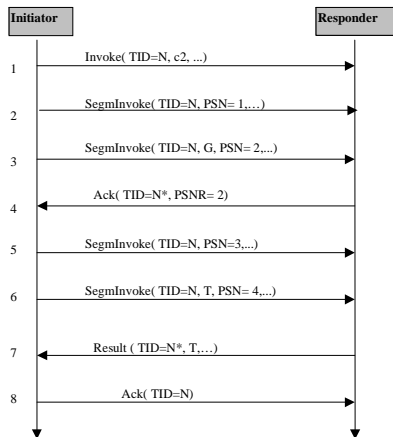 Initiator
Responder
1
Invoke( TID=N, c2, ...)
2
SegmInvoke( TID=N, PSN= 1,…)
3
SegmInvoke( TID=N, G, PSN= 2,...)
4
Ack( TID=N*, PSNR= 2)
5
SegmInvoke( TID=N, PSN=3,...)
6
SegmInvoke( TID=N, T, PSN= 4,...)
7
Result ( TID=N*, T,…)
8
Ack( TID=N)